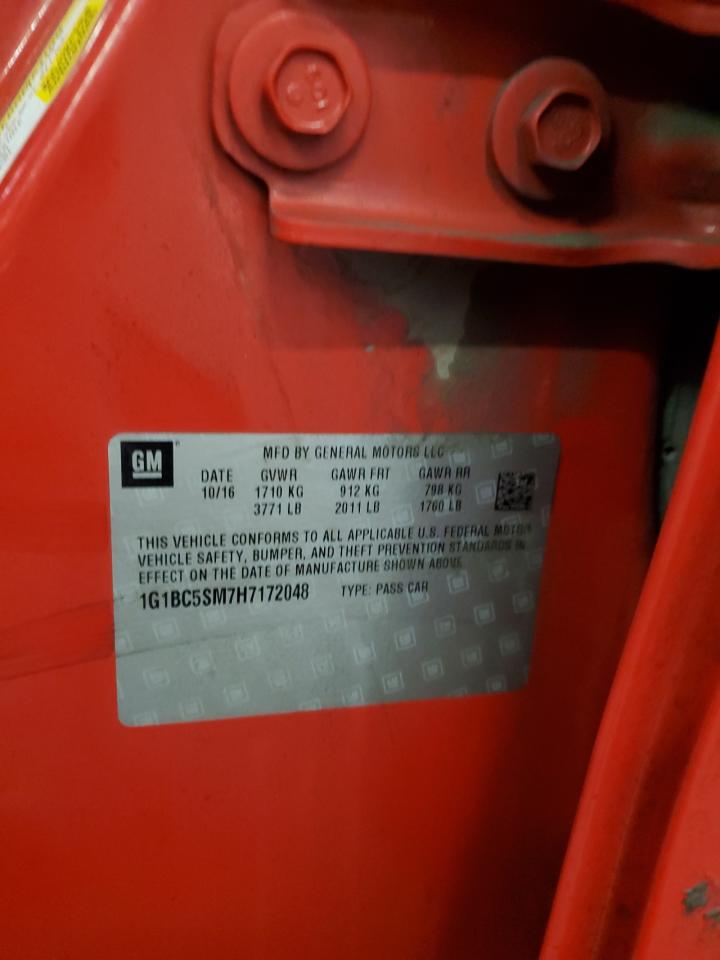 GM
MFD BY GENERAL MOTORS LLC
DATE GVWR GAWR FRT GAWR RR
10/16 1710 KG 912 KG 798 KG
3771 LB 2011 LB 1760 LB
THIS VEHICLE CONFORMS TO ALL APPLICABLE U.S. FEDERAL MOTOR
VEHICLE SAFETY, BUMPER, AND THEFT PREVENTION STANDARDS IN
EFFECT ON THE DATE OF MANUFACTURE SHOWN ABOVE
1G1BC5SM7H7172048 TYPE: PASS CAR